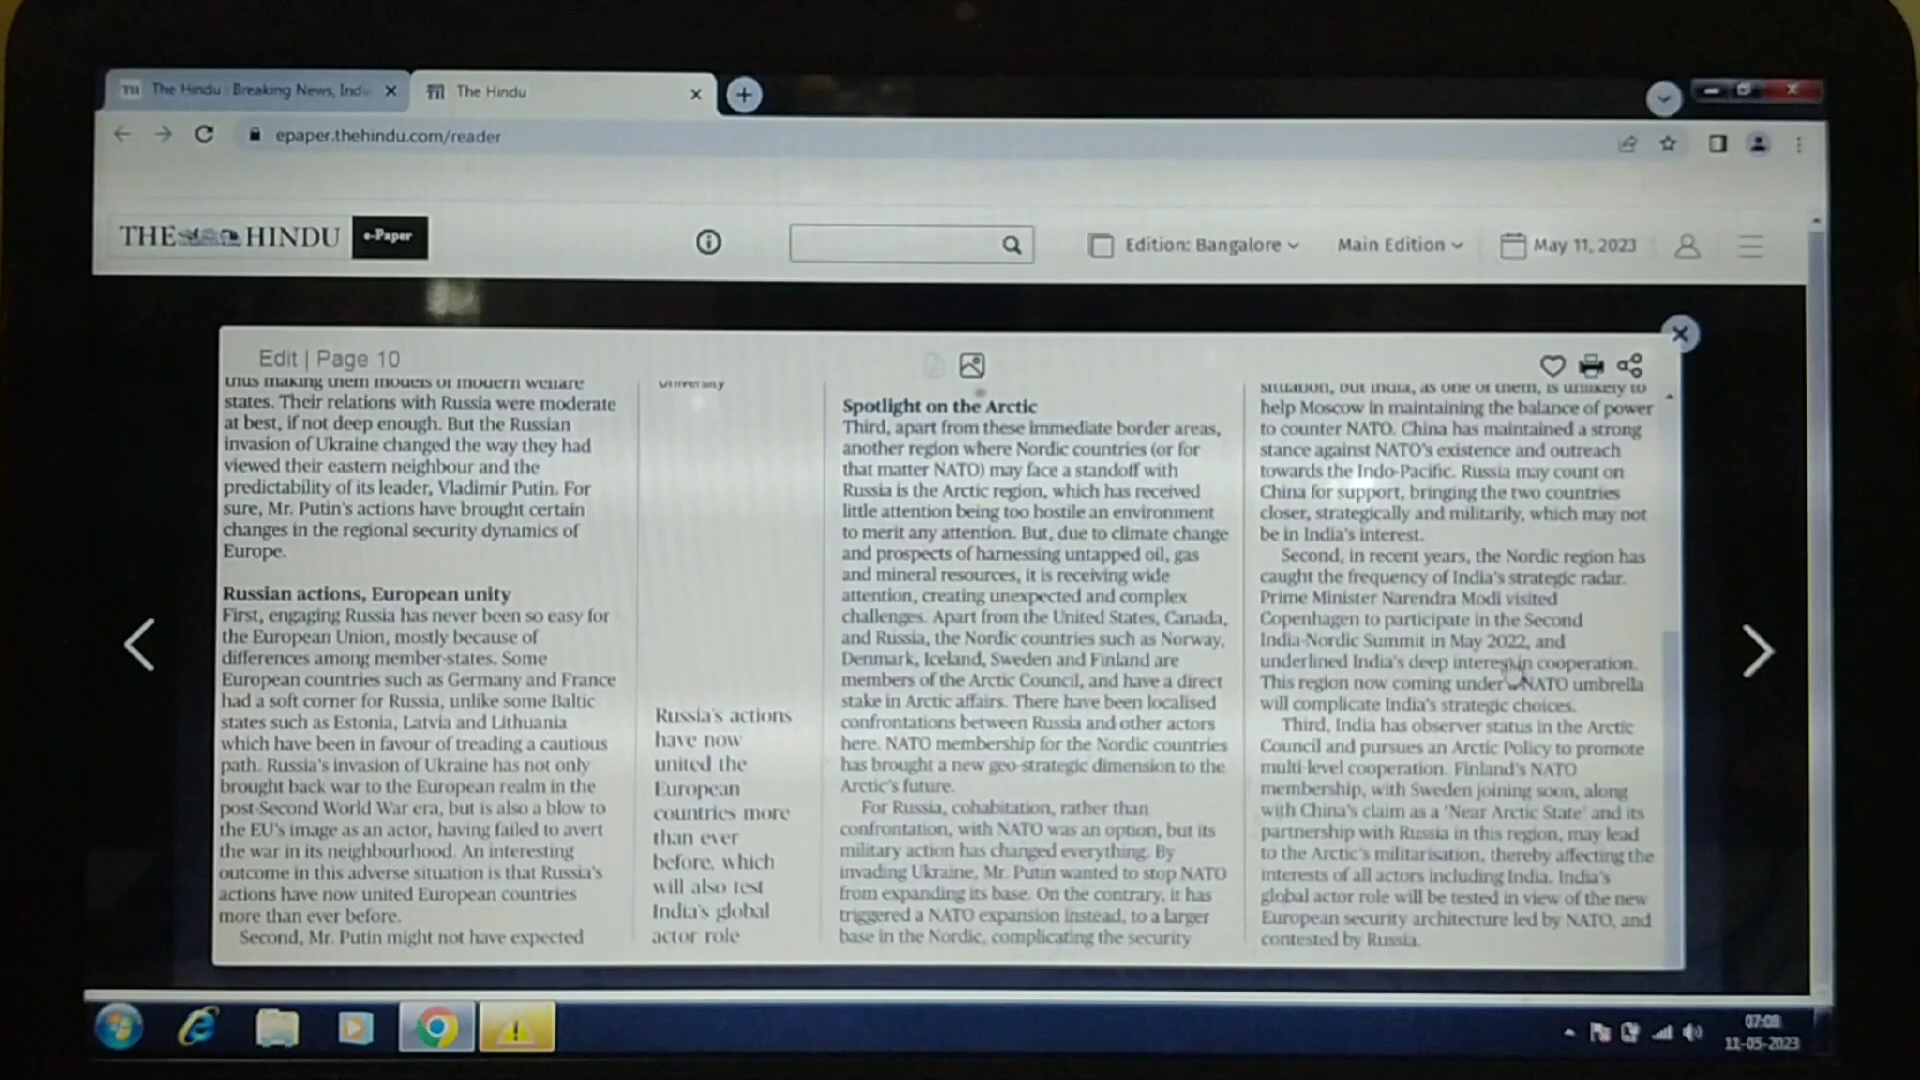 The Hindu : Breaking News, Indi
The Hindu
epaper.thehindu.com/reader
THE HINDU
e-Paper
Edition: Bangalore
Main Edition
May 11, 2023
Edit | Page 10
thus making them models of modern welfare
states. Their relations with Russia were moderate
at best, if not deep enough. But the Russian
invasion of Ukraine changed the way they had
viewed their eastern neighbour and the
predictability of its leader, Vladimir Putin. For
sure, Mr. Putin's actions have brought certain
changes in the regional security dynamics of
Europe.
Russian actions, European unity
First, engaging Russia has never been so easy for
the European Union, mostly because of
differences among member-states. Some
European countries such as Germany and France
had a soft corner for Russia, unlike some Baltic
states such as Estonia, Latvia and Lithuania
which have been in favour of treading a cautious
path. Russia's invasion of Ukraine has not only
brought back war to the European realm in the
post-Second World War era, but is also a blow to
the EU's image as an actor, having failed to avert
the war in its neighbourhood. An interesting
outcome in this adverse situation is that Russia's
actions have now united European countries
more than ever before.
Second, Mr. Putin might not have expected
University
Russia's actions
have now
united the
European
countries more
than ever
before, which
will also test
India's global
actor role
Spotlight on the Arctic
Third, apart from these immediate border areas,
another region where Nordic countries (or for
that matter NATO) may face a standoff with
Russia is the Arctic region, which has received
little attention being too hostile an environment
to merit any attention. But, due to climate change
and prospects of harnessing untapped oil, gas
and mineral resources, it is receiving wide
attention, creating unexpected and complex
challenges. Apart from the United States, Canada,
and Russia, the Nordic countries such as Norway,
Denmark, Iceland, Sweden and Finland are
members of the Arctic Council, and have a direct
stake in Arctic affairs. There have been localised
confrontations between Russia and other actors
here. NATO membership for the Nordic countries
has brought a new geo-strategic dimension to the
Arctic's future.
For Russia, cohabitation, rather than
confrontation, with NATO was an option, but its
military action has changed everything. By
invading Ukraine, Mr. Putin wanted to stop NATO
from expanding its base. On the contrary, it has
triggered a NATO expansion instead, to a larger
base in the Nordic, complicating the security
situation, but India, as one of them, is unlikely to
help Moscow in maintaining the balance of power
to counter NATO. China has maintained a strong
stance against NATO's existence and outreach
towards the Indo-Pacific. Russia may count on
China for support, bringing the two countries
closer, strategically and militarily, which may not
be in India's interest.
Second, in recent years, the Nordic region has
caught the frequency of India's strategic radar.
Prime Minister Narendra Modi visited
Copenhagen to participate in the Second
India-Nordic Summit in May 2022, and
underlined India's deep interest in cooperation.
This region now coming under NATO umbrella
will complicate India's strategic choices.
Third, India has observer status in the Arctic
Council and pursues an Arctic Policy to promote
multi-level cooperation. Finland's NATO
membership, with Sweden joining soon, along
with China's claim as a 'Near Arctic State' and its
partnership with Russia in this region, may lead
to the Arctic's militarisation, thereby affecting the
interests of all actors including India. India's
global actor role will be tested in view of the new
European security architecture led by NATO, and
contested by Russia.
07:08
11-05-2023